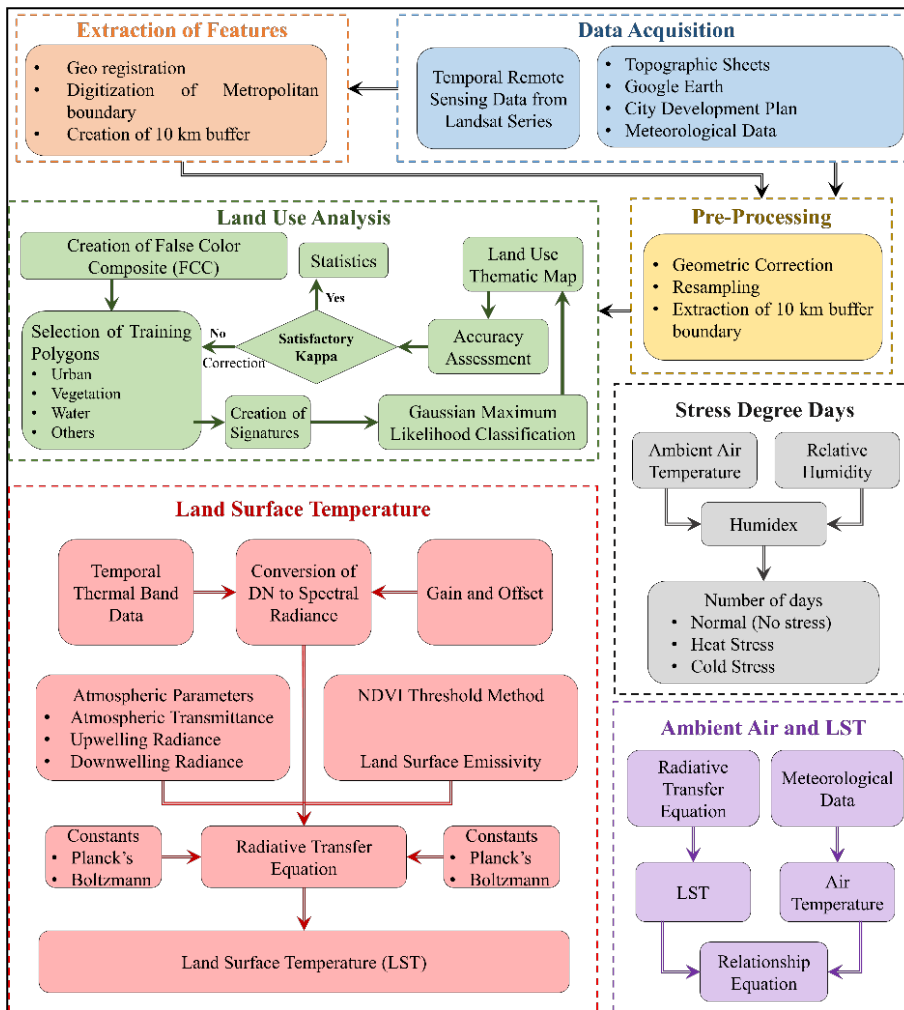 Extraction of Features
• Geo registration
• Digitization of Metropolitan
boundary
• Creation of 10 km buffer
Data Acquisition
Temporal Remote
Sensing Data from
Landsat Series
• Topographic Sheets
• Google Earth
• City Development Plan
• Meteorological Data
Land Use Analysis
Creation of False Color
Composite (FCC)
Statistics
Land Use
Thematic Map
Yes
Selection of Training
Polygons
• Urban
• Vegetation
• Water
• Others
No
Correction
Satisfactory
Kappa
Accuracy
Assessment
Creation of
Signatures
Gaussian Maximum
Likelihood Classification
Pre-Processing
• Geometric Correction
• Resampling
• Extraction of 10 km buffer
boundary
Stress Degree Days
Ambient Air
Temperature
Relative
Humidity
Humidex
Number of days
• Normal (No stress)
• Heat Stress
• Cold Stress
Land Surface Temperature
Temporal
Thermal Band
Data
Conversion of
DN to Spectral
Radiance
Gain and Offset
Atmospheric Parameters
• Atmospheric Transmittance
• Upwelling Radiance
• Downwelling Radiance
NDVI Threshold Method
Land Surface Emissivity
Constants
• Planck's
• Boltzmann
Radiative Transfer
Equation
Constants
• Planck's
• Boltzmann
Land Surface Temperature (LST)
Ambient Air and LST
Radiative
Transfer
Equation
Meteorological
Data
LST
Air
Temperature
Relationship
Equation